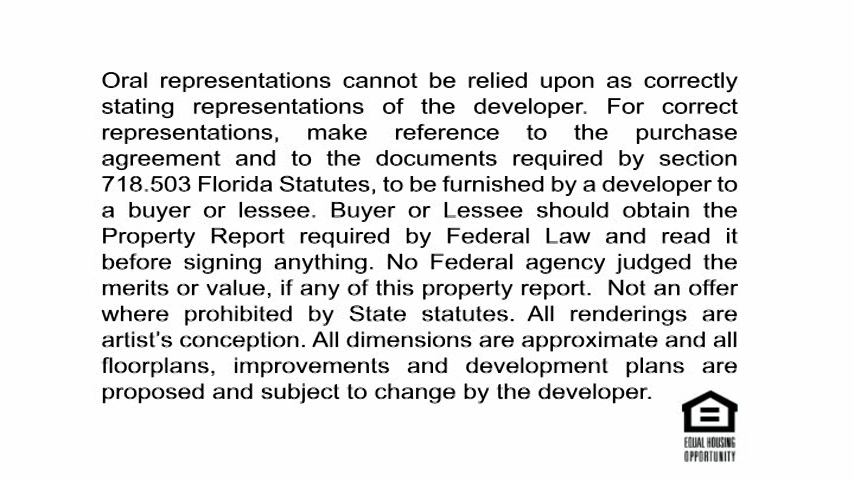 Oral representations cannot be relied upon as correctly
stating representations of the developer. For correct
representations, make reference to the purchase
agreement and to the documents required by section
718.503 Florida Statutes, to be furnished by a developer to
a buyer or lessee. Buyer or Lessee should obtain the
Property Report required by Federal Law and read it
before signing anything. No Federal agency judged the
merits or value, if any of this property report.  Not an offer
where prohibited by State statutes. All renderings are
artist's conception. All dimensions are approximate and all
floorplans, improvements and development plans are
proposed and subject to change by the developer.
EQUAL HOUSING
OPPORTUNITY